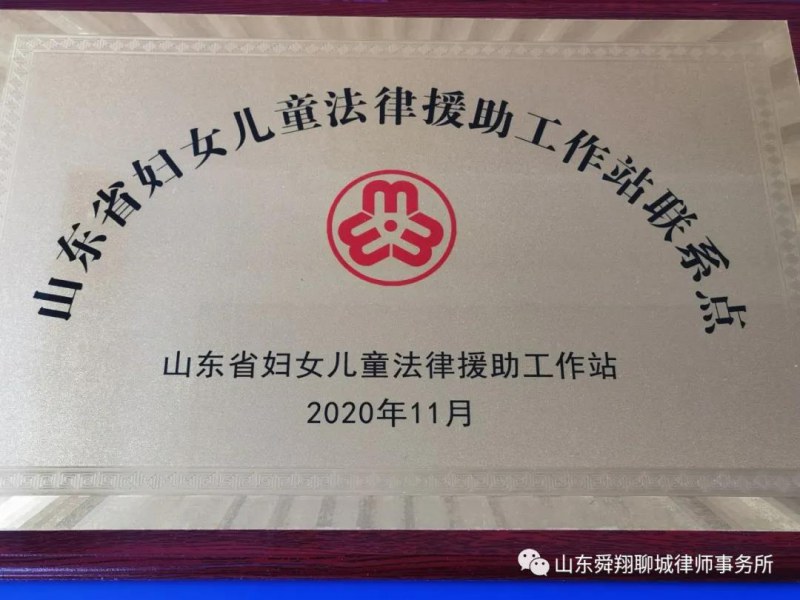 山东省妇女儿童法律援助工作站联系点
山东省妇女儿童法律援助工作站
2020年11月
山东舜翔聊城律师事务所